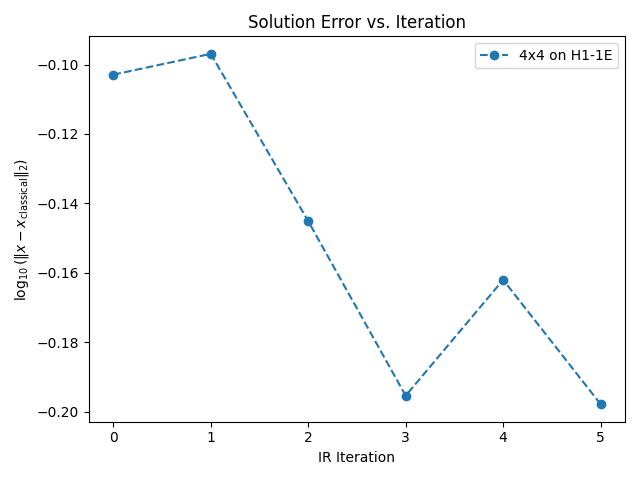 Solution Error vs. Iteration
4x4 on H1-1E
log₁₀(‖x − x_classical‖₂)
−0.10
−0.12
−0.14
−0.16
−0.18
−0.20
0 1 2 3 4 5
IR Iteration